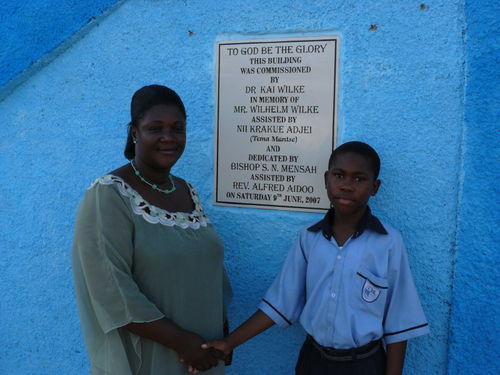 TO GOD BE THE GLORY
THIS BUILDING
WAS COMMISSIONED
BY
DR KAI WILKE
IN MEMORY OF
MR. WILHELM WILKE
ASSISTED BY
NII KRAKUE ADJEI
(Tema Mantse)
AND
DEDICATED BY
BISHOP S. N. MENSAH
ASSISTED BY
REV. ALFRED AIDOO
ON SATURDAY 9TH JUNE, 2007